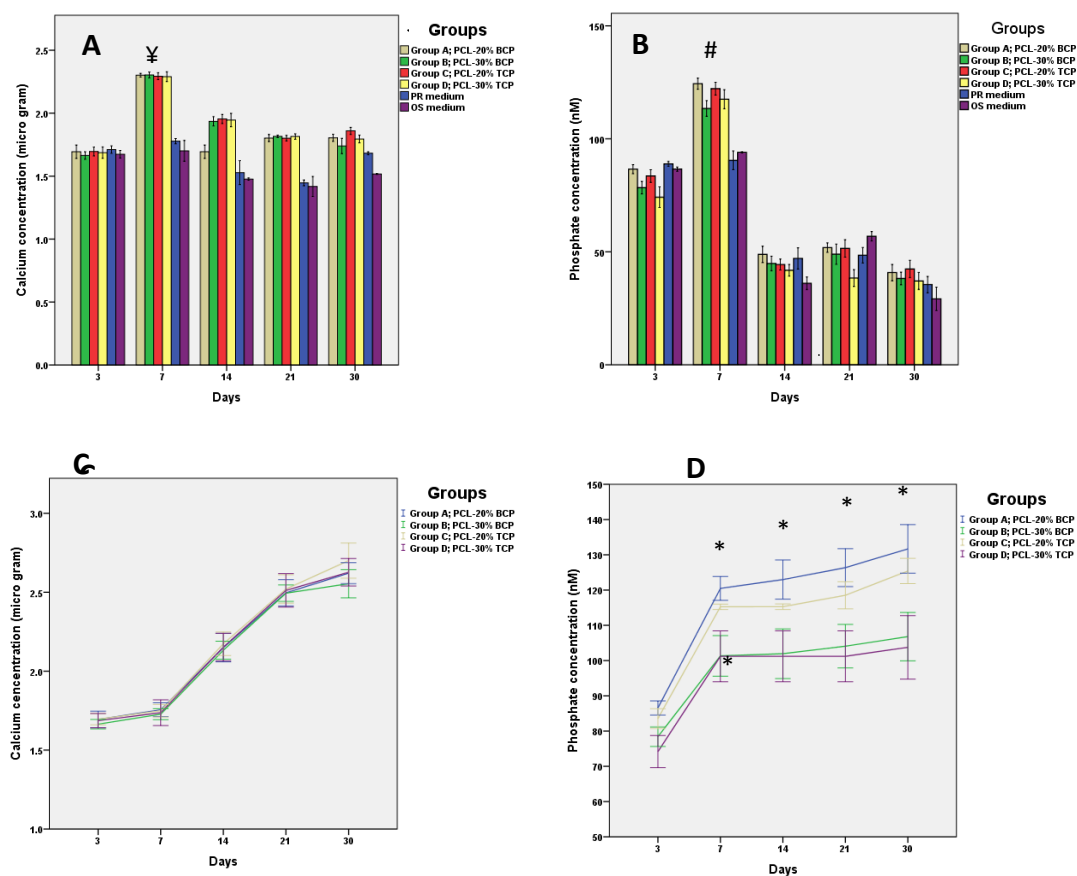 A
¥
Groups
Group A; PCL-20% BCP
Group B; PCL-30% BCP
Group C; PCL-20% TCP
Group D; PCL-30% TCP
PR medium
OS medium
Calcium concentration (micro gram)
2.5
2.0
1.5
1.0
0.5
0.0
3 7 14 21 30
Days
B
#
Groups
Group A; PCL-20% BCP
Group B; PCL-30% BCP
Group C; PCL-20% TCP
Group D; PCL-30% TCP
PR medium
OS medium
Phosphate concentration (nM)
150
100
50
0
3 7 14 21 30
Days
C
Groups
Group A; PCL-20% BCP
Group B; PCL-30% BCP
Group C; PCL-20% TCP
Group D; PCL-30% TCP
Calcium cencentration (micro gram)
3.0
2.5
2.0
1.5
1.0
3 7 14 21 30
Days
D
* * * *
*
Groups
Group A; PCL-20% BCP
Group B; PCL-30% BCP
Group C; PCL-20% TCP
Group D; PCL-30% TCP
Phosphate concentration (nM)
150
140
130
120
110
100
90
80
70
60
50
3 7 14 21 30
Days